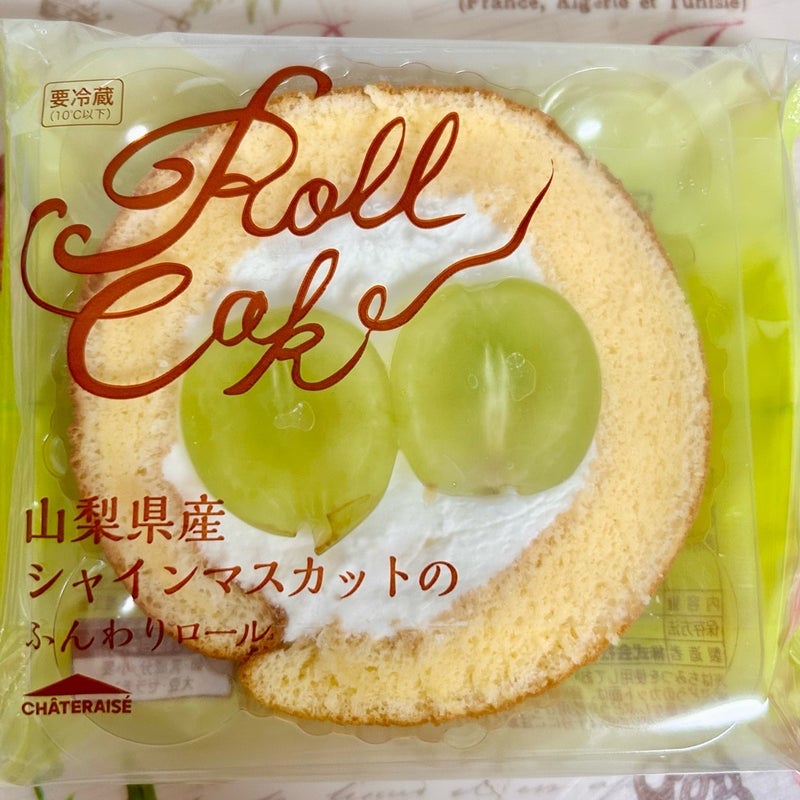 (France, Algérie et Tunisie)
要冷蔵
(10℃以下)
Roll
Cake
山梨県産
シャインマスカットの
ふんわりロール
CHÂTERAISÉ